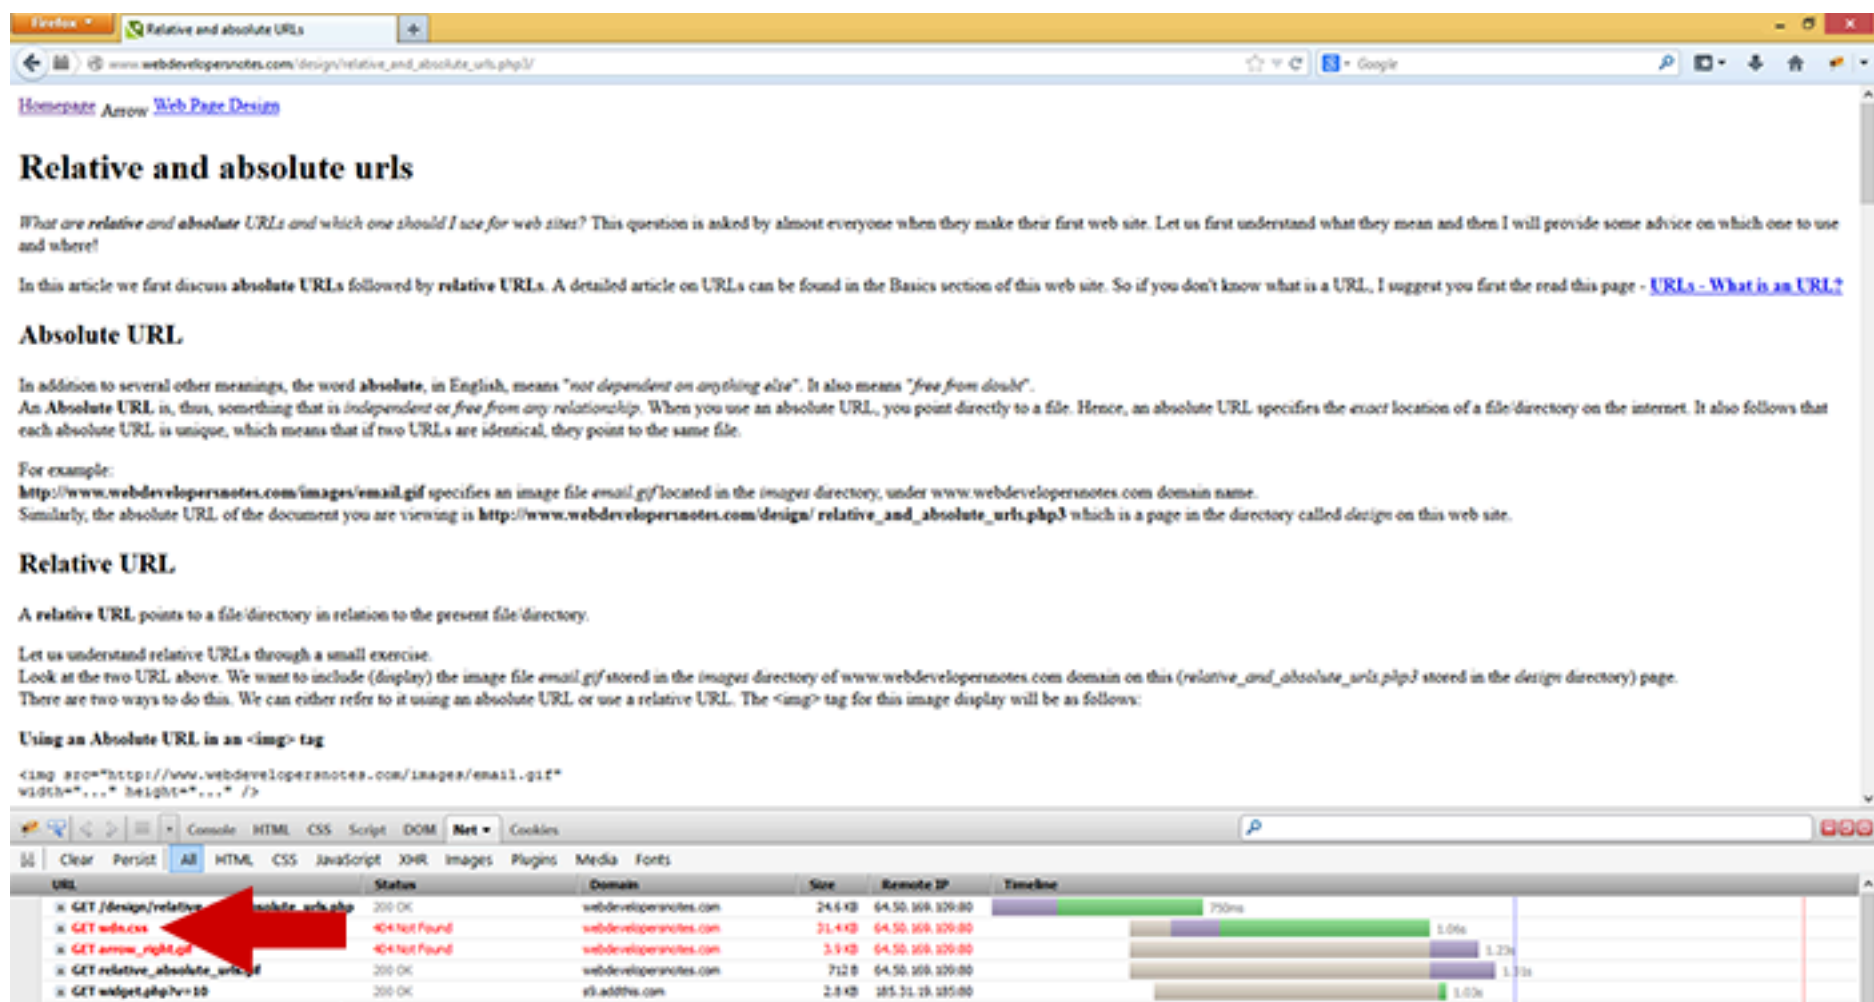 Firefox
Relative and absolute URLs
www.webdevelopersnotes.com/design/relative_and_absolute_urls.php3/
Google
Homepage Arrow Web Page Design
Relative and absolute urls
What are relative and absolute URLs and which one should I use for web sites? This question is asked by almost everyone when they make their first web site. Let us first understand what they mean and then I will provide some advice on which one to use
and where!
In this article we first discuss absolute URLs followed by relative URLs. A detailed article on URLs can be found in the Basics section of this web site. So if you don't know what is a URL, I suggest you first the read this page - URLs - What is an URL?
Absolute URL
In addition to several other meanings, the word absolute, in English, means "not dependent on anything else". It also means "free from doubt".
An Absolute URL is, thus, something that is independent or free from any relationship. When you use an absolute URL, you point directly to a file. Hence, an absolute URL specifies the exact location of a file/directory on the internet. It also follows that
each absolute URL is unique, which means that if two URLs are identical, they point to the same file.
For example:
http://www.webdevelopersnotes.com/images/email.gif specifies an image file email.gif located in the images directory, under www.webdevelopersnotes.com domain name.
Similarly, the absolute URL of the document you are viewing is http://www.webdevelopersnotes.com/design/ relative_and_absolute_urls.php3 which is a page in the directory called design on this web site.
Relative URL
A relative URL points to a file/directory in relation to the present file/directory.
Let us understand relative URLs through a small exercise.
Look at the two URL above. We want to include (display) the image file email.gif stored in the images directory of www.webdevelopersnotes.com domain on this (relative_and_absolute_urls.php3 stored in the design directory) page.
There are two ways to do this. We can either refer to it using an absolute URL or use a relative URL. The <img> tag for this image display will be as follows:
Using an Absolute URL in an <img> tag
<img src="http://www.webdevelopersnotes.com/images/email.gif"
width="..." height="..." />
Console HTML CSS Script DOM Net Cookies
Clear Persist All HTML CSS JavaScript XHR Images Plugins Media Fonts
URL Status Domain Size Remote IP Timeline
GET /design/relative absolute_urls.php 200 OK webdevelopersnotes.com 24.6 KB 64.50.169.109:80 750ms
GET wdn.css 404 Not Found webdevelopersnotes.com 31.4 KB 64.50.169.109:80 1.06s
GET arrow_right.gif 404 Not Found webdevelopersnotes.com 3.9 KB 64.50.169.109:80 1.23s
GET relative_absolute_urls.gif 200 OK webdevelopersnotes.com 712 B 64.50.169.109:80
GET widget.php?v=10 200 OK s9.addthis.com 2.8 KB 185.31.19.185:80 1.03s